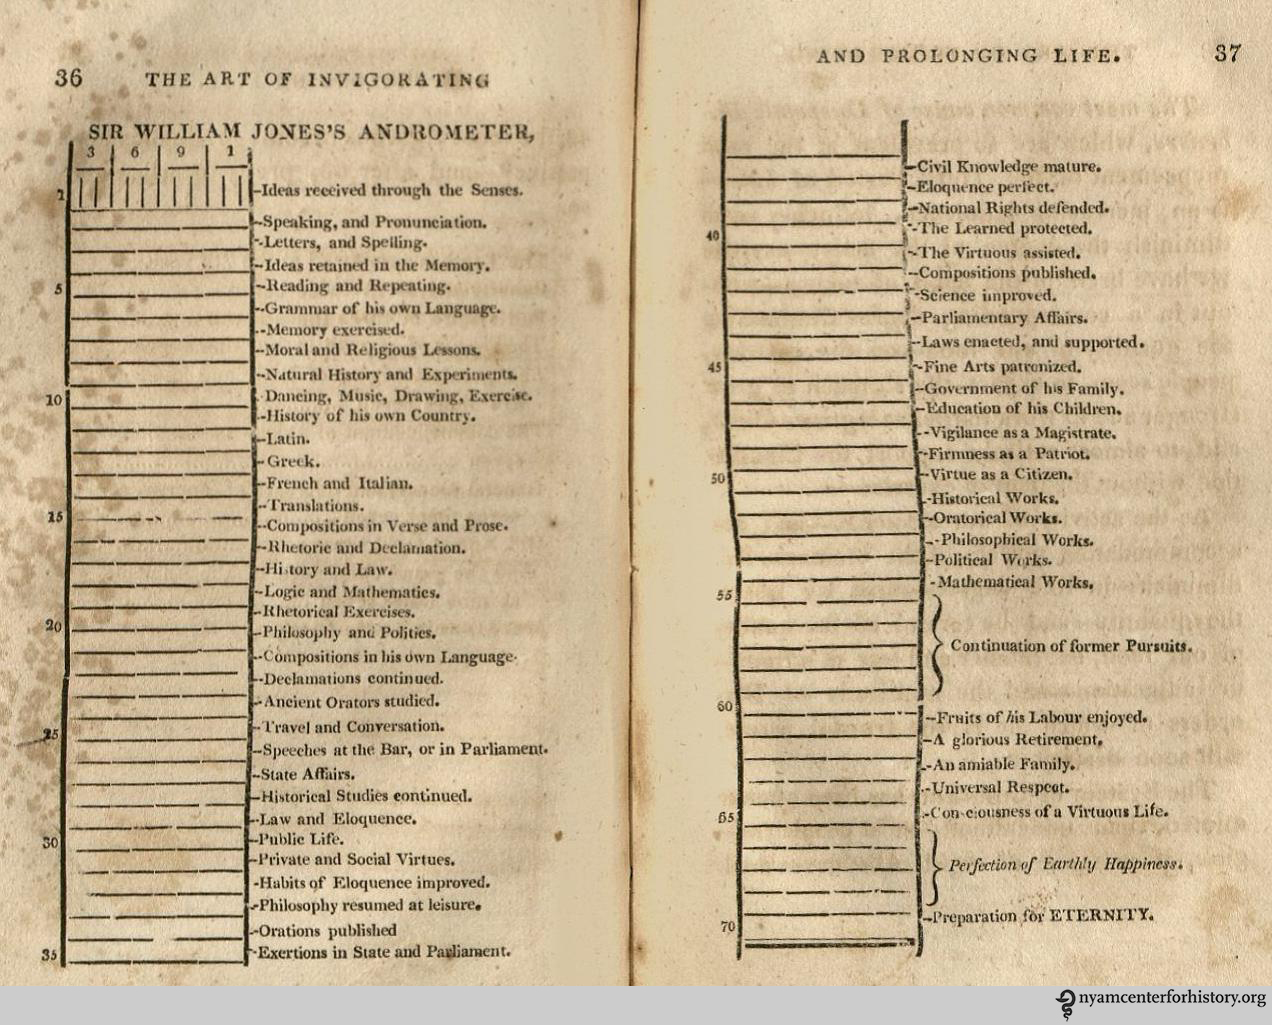 36 THE ART OF INVIGORATING
SIR WILLIAM JONES'S ANDROMETER,
3 6 9 1
1 Ideas received through the Senses.
Speaking, and Pronunciation.
Letters, and Spelling.
Ideas retained in the Memory.
5 Reading and Repeating.
Grammar of his own Language.
Memory exercised.
Moral and Religious Lessons.
Natural History and Experiments.
10 Dancing, Music, Drawing, Exercise.
History of his own Country.
Latin.
Greek.
French and Italian.
15 Translations.
Compositions in Verse and Prose.
Rhetoric and Declamation.
History and Law.
Logic and Mathematics.
20 Rhetorical Exercises.
Philosophy and Politics.
Compositions in his own Language.
Declamations continued.
Ancient Orators studied.
25 Travel and Conversation.
Speeches at the Bar, or in Parliament.
State Affairs.
Historical Studies continued.
Law and Eloquence.
30 Public Life.
Private and Social Virtues.
Habits of Eloquence improved.
Philosophy resumed at leisure.
Orations published
35 Exertions in State and Parliament.
AND PROLONGING LIFE. 37
Civil Knowledge mature.
Eloquence perfect.
National Rights defended.
The Learned protected.
40 The Virtuous assisted.
Compositions published.
Science improved.
Parliamentary Affairs.
Laws enacted, and supported.
45 Fine Arts patronized.
Government of his Family.
Education of his Children.
Vigilance as a Magistrate.
Firmness as a Patriot.
50 Virtue as a Citizen.
Historical Works.
Oratorical Works.
Philosophical Works.
Political Works.
55 Mathematical Works.
Continuation of former Pursuits.
60 Fruits of his Labour enjoyed.
A glorious Retirement.
An amiable Family.
Universal Respect.
65 Consciousness of a Virtuous Life.
Perfection of Earthly Happiness.
70 Preparation for ETERNITY.
nyamcenterforhistory.org